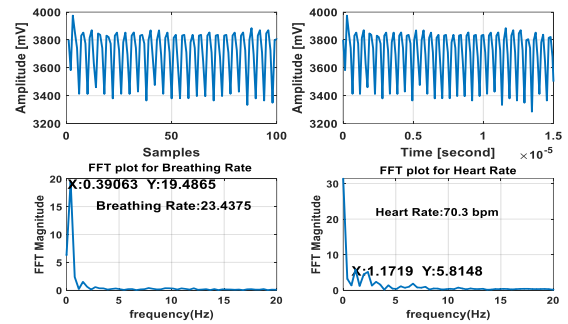 4000
3800
3600
3400
3200
Amplitude [mV]
0 50 100
Samples
4000
3800
3600
3400
3200
Amplitude [mV]
0 0.5 1 1.5
×10⁻⁵
Time [second]
FFT plot for Breathing Rate
20
15
10
5
0
FFT Magnitude
X:0.39063 Y:19.4865
Breathing Rate:23.4375
0 5 10 15 20
frequency(Hz)
FFT plot for Heart Rate
30
20
10
0
FFT Magnitude
Heart Rate:70.3 bpm
X:1.1719 Y:5.8148
0 5 10 15 20
frequency(Hz)